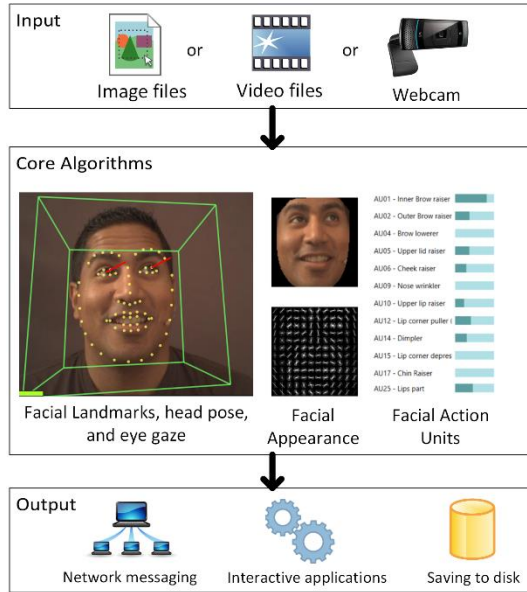 Input
or
or
Image files
Video files
Webcam
Core Algorithms
AU01 - Inner Brow raiser
AU02 - Outer Brow raiser
AU04 - Brow lowerer
AU05 - Upper lid raiser
AU06 - Cheek raiser
AU09 - Nose wrinkler
AU10 - Upper lip raiser
AU12 - Lip corner puller (
AU14 - Dimpler
AU15 - Lip corner depres
AU17 - Chin Raiser
AU25 - Lips part
Facial Landmarks, head pose,
and eye gaze
Facial
Appearance
Facial Action
Units
Output
Network messaging
Interactive applications
Saving to disk